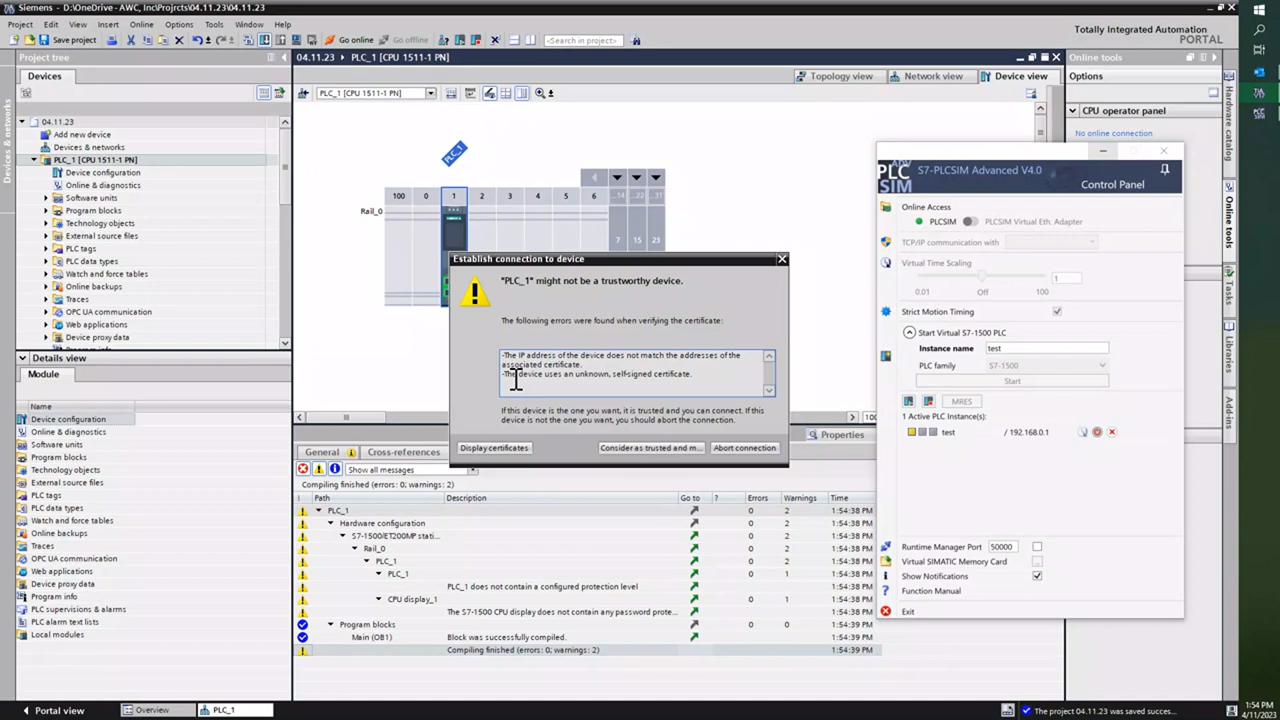 Siemens - D:\OneDrive - AWC, Inc\Projrcts\04.11.23\04.11.23
Project Edit View Insert Online Options Tools Window Help
Totally Integrated Automation
PORTAL
Save project
Go online
Go offline
<Search in project>
Project tree
04.11.23 PLC_1 [CPU 1511-1 PN]
Online tools
Devices
Topology view
Network view
Device view
Options
PLC_1 [CPU 1511-1 PN]
CPU operator panel
No online connection
Devices & networks
04.11.23
Add new device
Devices & networks
PLC_1 [CPU 1511-1 PN]
Device configuration
Online & diagnostics
Software units
Program blocks
Technology objects
External source files
PLC tags
PLC data types
Watch and force tables
Online backups
Traces
OPC UA communication
Web applications
Device proxy data
PLC_1
100 0 1 2 3 4 5 6 ...14 ...22 ...31
Rail_0
7 15 23
Establish connection to device
"PLC_1" might not be a trustworthy device.
The following errors were found when verifying the certificate:
-The IP address of the device does not match the addresses of the
associated certificate.
-The device uses an unknown, self-signed certificate.
If this device is the one you want, it is trusted and you can connect. If this
device is not the one you want, you should abort the connection.
Display certificates
Consider as trusted and m...
Abort connection
PLC
SIM
S7-PLCSIM Advanced V4.0
Control Panel
Online Access
PLCSIM
PLCSIM Virtual Eth. Adapter
TCP/IP communication with
Virtual Time Scaling
1
0.01 Off 100
Strict Motion Timing
Start Virtual S7-1500 PLC
Instance name test
PLC family S7-1500
Start
MRES
1 Active PLC Instance(s):
test / 192.168.0.1
Runtime Manager Port 50000
Virtual SIMATIC Memory Card
Show Notifications
Function Manual
Exit
Hardware catalog
Online tools
Tasks
Libraries
Add-ins
Details view
Module
Name
Device configuration
Online & diagnostics
Software units
Program blocks
Technology objects
External source files
PLC tags
PLC data types
Watch and force tables
Online backups
Traces
OPC UA communication
Web applications
Device proxy data
Program info
PLC supervisions & alarms
PLC alarm text lists
Local modules
Properties
General
Cross-references
Show all messages
Compiling finished (errors: 0; warnings: 2)
! Path Description Go to ? Errors Warnings Time
PLC_1 0 2 1:54:38 PM
Hardware configuration 0 2 1:54:38 PM
S7-1500/ET200MP stati... 0 2 1:54:38 PM
Rail_0 0 2 1:54:38 PM
PLC_1 0 2 1:54:38 PM
PLC_1 0 1 1:54:38 PM
PLC_1 does not contain a configured protection level 1:54:38 PM
CPU display_1 0 1 1:54:38 PM
The S7-1500 CPU display does not contain any password prote... 1:54:38 PM
Program blocks 0 0 1:54:39 PM
Main (OB1) Block was successfully compiled. 1:54:39 PM
Compiling finished (errors: 0; warnings: 2) 1:54:39 PM
Portal view
Overview
PLC_1
The project 04.11.23 was saved succes...
1:54 PM
4/11/2023